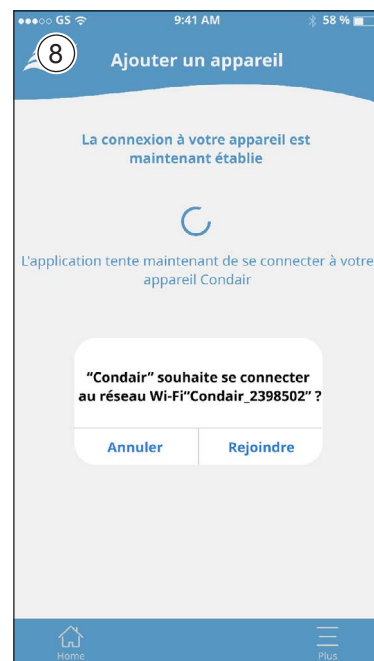 GS 9:41 AM 58 %
8
Ajouter un appareil
La connexion à votre appareil est
maintenant établie
L'application tente maintenant de se connecter à votre
appareil Condair
“Condair” souhaite se connecter
au réseau Wi-Fi“Condair_2398502” ?
Annuler Rejoindre
Home Plus